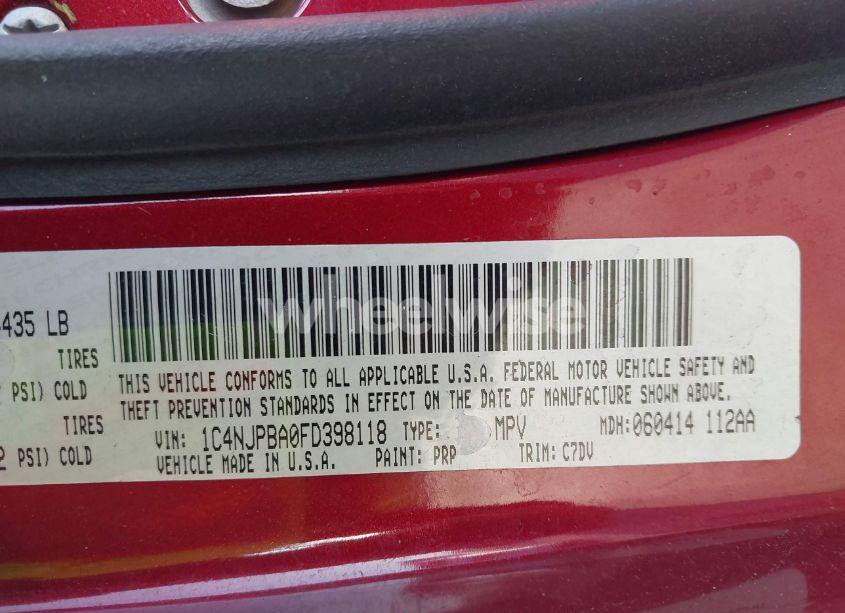 435 LB
TIRES
PSI) COLD
TIRES
PSI) COLD
wheelwise
THIS VEHICLE CONFORMS TO ALL APPLICABLE U.S.A. FEDERAL MOTOR VEHICLE SAFETY AND
THEFT PREVENTION STANDARDS IN EFFECT ON THE DATE OF MANUFACTURE SHOWN ABOVE.
VIN: 1C4NJPBA0FD398118 TYPE: MPV MDH:060414 112AA
VEHICLE MADE IN U.S.A. PAINT: PRP TRIM: C7DV